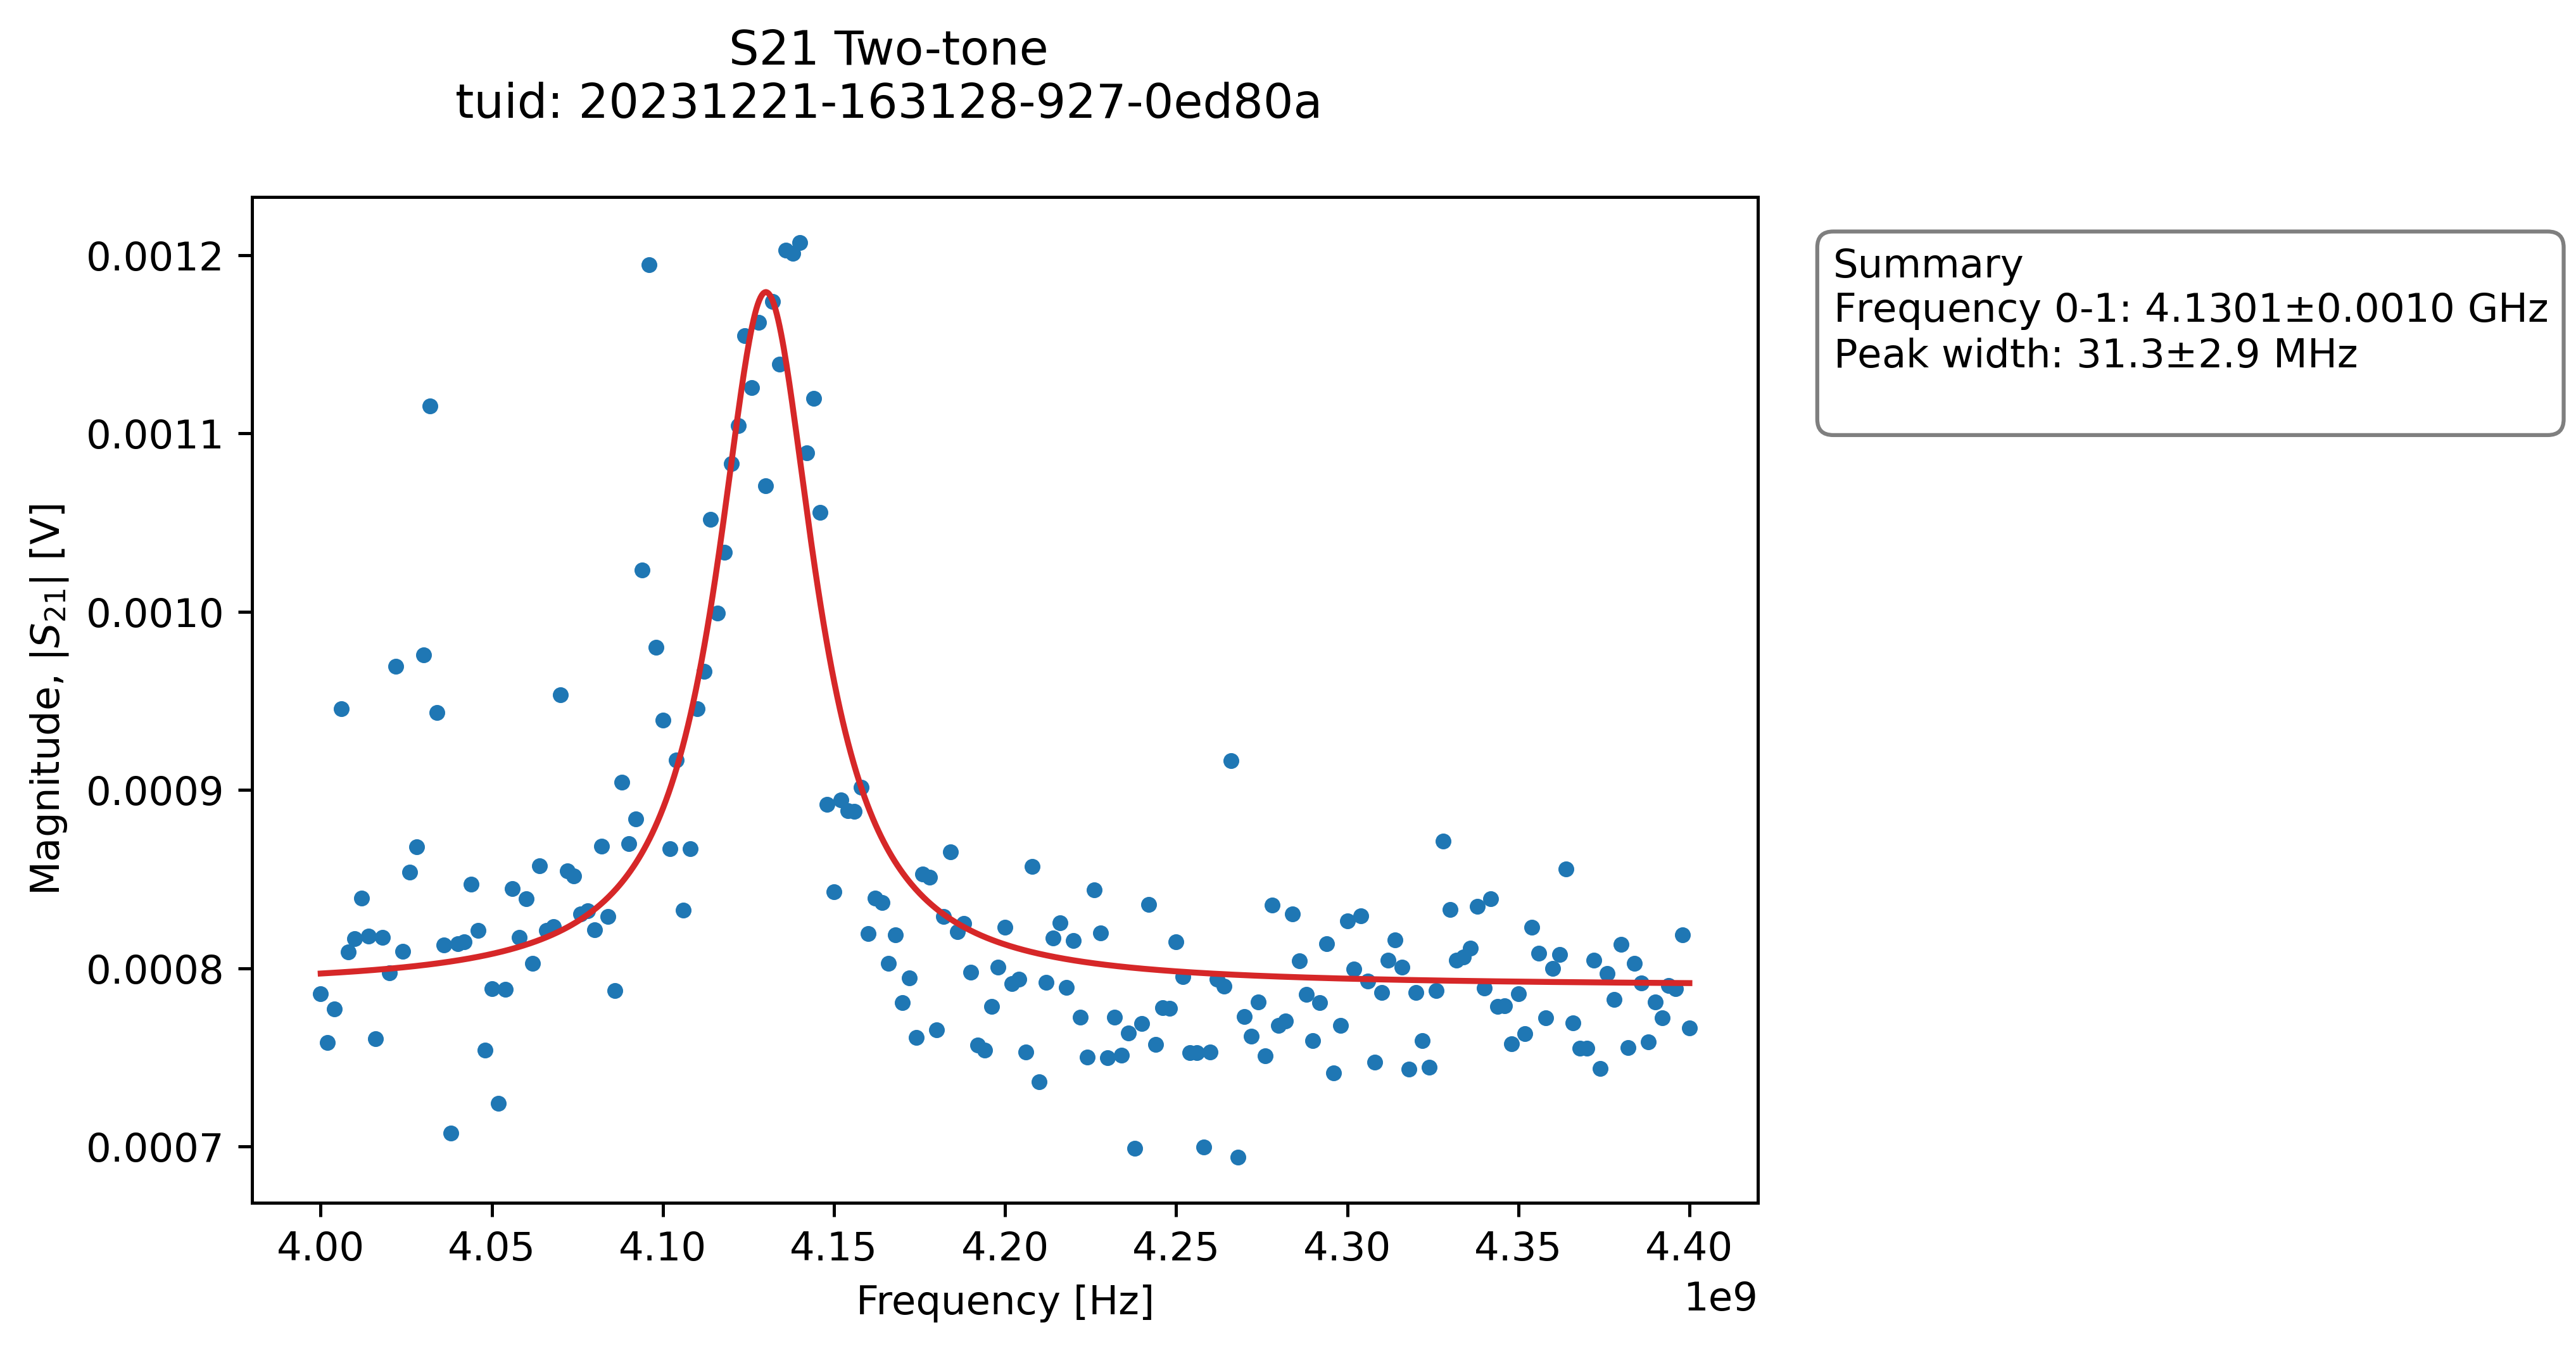 S21 Two-tone
tuid: 20231221-163128-927-0ed80a
Magnitude, |S21| [V]
0.0012
0.0011
0.0010
0.0009
0.0008
0.0007
4.00 4.05 4.10 4.15 4.20 4.25 4.30 4.35 4.40
1e9
Frequency [Hz]
Summary
Frequency 0-1: 4.1301±0.0010 GHz
Peak width: 31.3±2.9 MHz